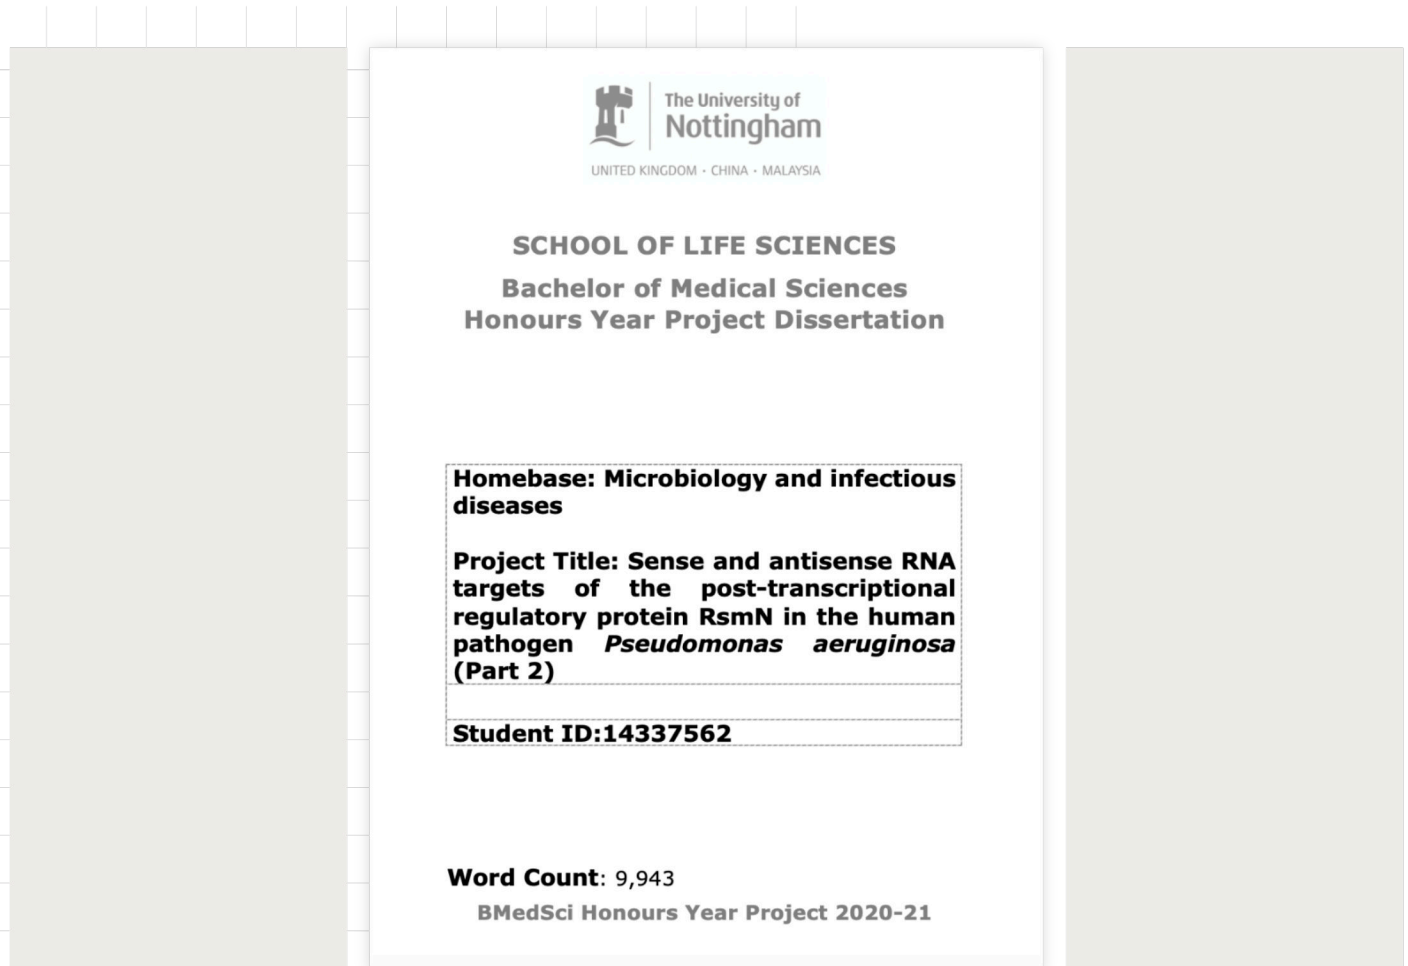 The University of
Nottingham
UNITED KINGDOM · CHINA · MALAYSIA
SCHOOL OF LIFE SCIENCES
Bachelor of Medical Sciences
Honours Year Project Dissertation
Homebase: Microbiology and infectious
diseases
Project Title: Sense and antisense RNA
targets of the post-transcriptional
regulatory protein RsmN in the human
pathogen Pseudomonas aeruginosa
(Part 2)
Student ID:14337562
Word Count: 9,943
BMedSci Honours Year Project 2020-21